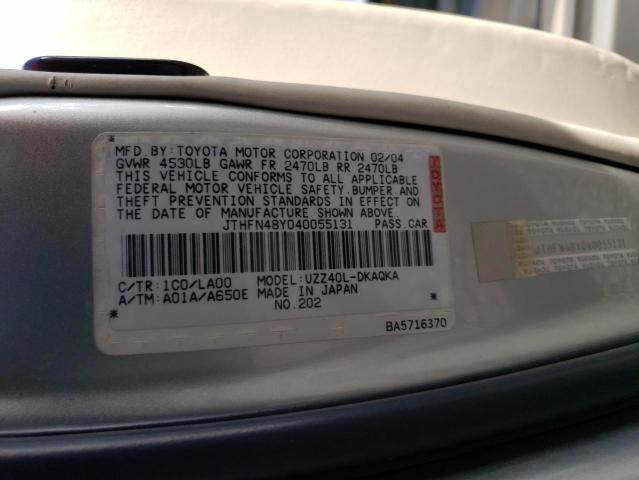 MFD.BY:TOYOTA MOTOR CORPORATION 02/04
GVWR 4530LB GAWR FR 2470LB RR 2470LB
THIS VEHICLE CONFORMS TO ALL APPLICABLE
FEDERAL MOTOR VEHICLE SAFETY.BUMPER.AND
THEFT PREVENTION STANDARDS IN EFFECT ON
THE DATE OF MANUFACTURE SHOWN ABOVE.
JTHFN48Y040055131 PASS.CAR
TOYOTA
C/TR:1C0/LA00 MODEL:UZZ40L-DKAQKA
A/TM:A01A/A650E MADE IN JAPAN
NO.202
BA5716370
JTHFN48Y040055131